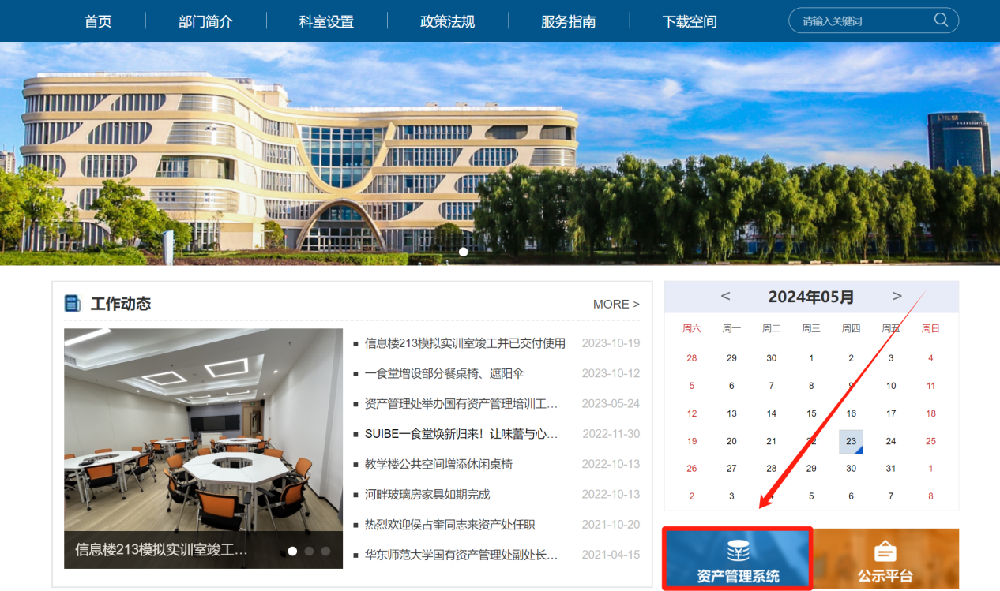 首页 部门简介 科室设置 政策法规 服务指南 下载空间 请输入关键词
工作动态 MORE >
信息楼213模拟实训室竣工并已交付使用 2023-10-19
一食堂增设部分餐桌椅、遮阳伞 2023-10-12
资产管理处举办国有资产管理培训工... 2023-05-24
SUIBE一食堂焕新归来！让味蕾与心... 2022-11-30
教学楼公共空间增添休闲桌椅 2022-10-13
河畔玻璃房家具如期完成 2022-10-13
热烈欢迎侯占奎同志来资产处任职 2021-10-20
华东师范大学国有资产管理处副处长... 2021-04-15
信息楼213模拟实训室竣工...
< 2024年05月 >
周六 周一 周二 周三 周四 周五 周日
28 29 30 1 2 3 4
5 6 7 8 9 10 11
12 13 14 15 16 17 18
19 20 21 22 23 24 25
26 27 28 29 30 31 1
2 3 4 5 6 7 8
资产管理系统 公示平台